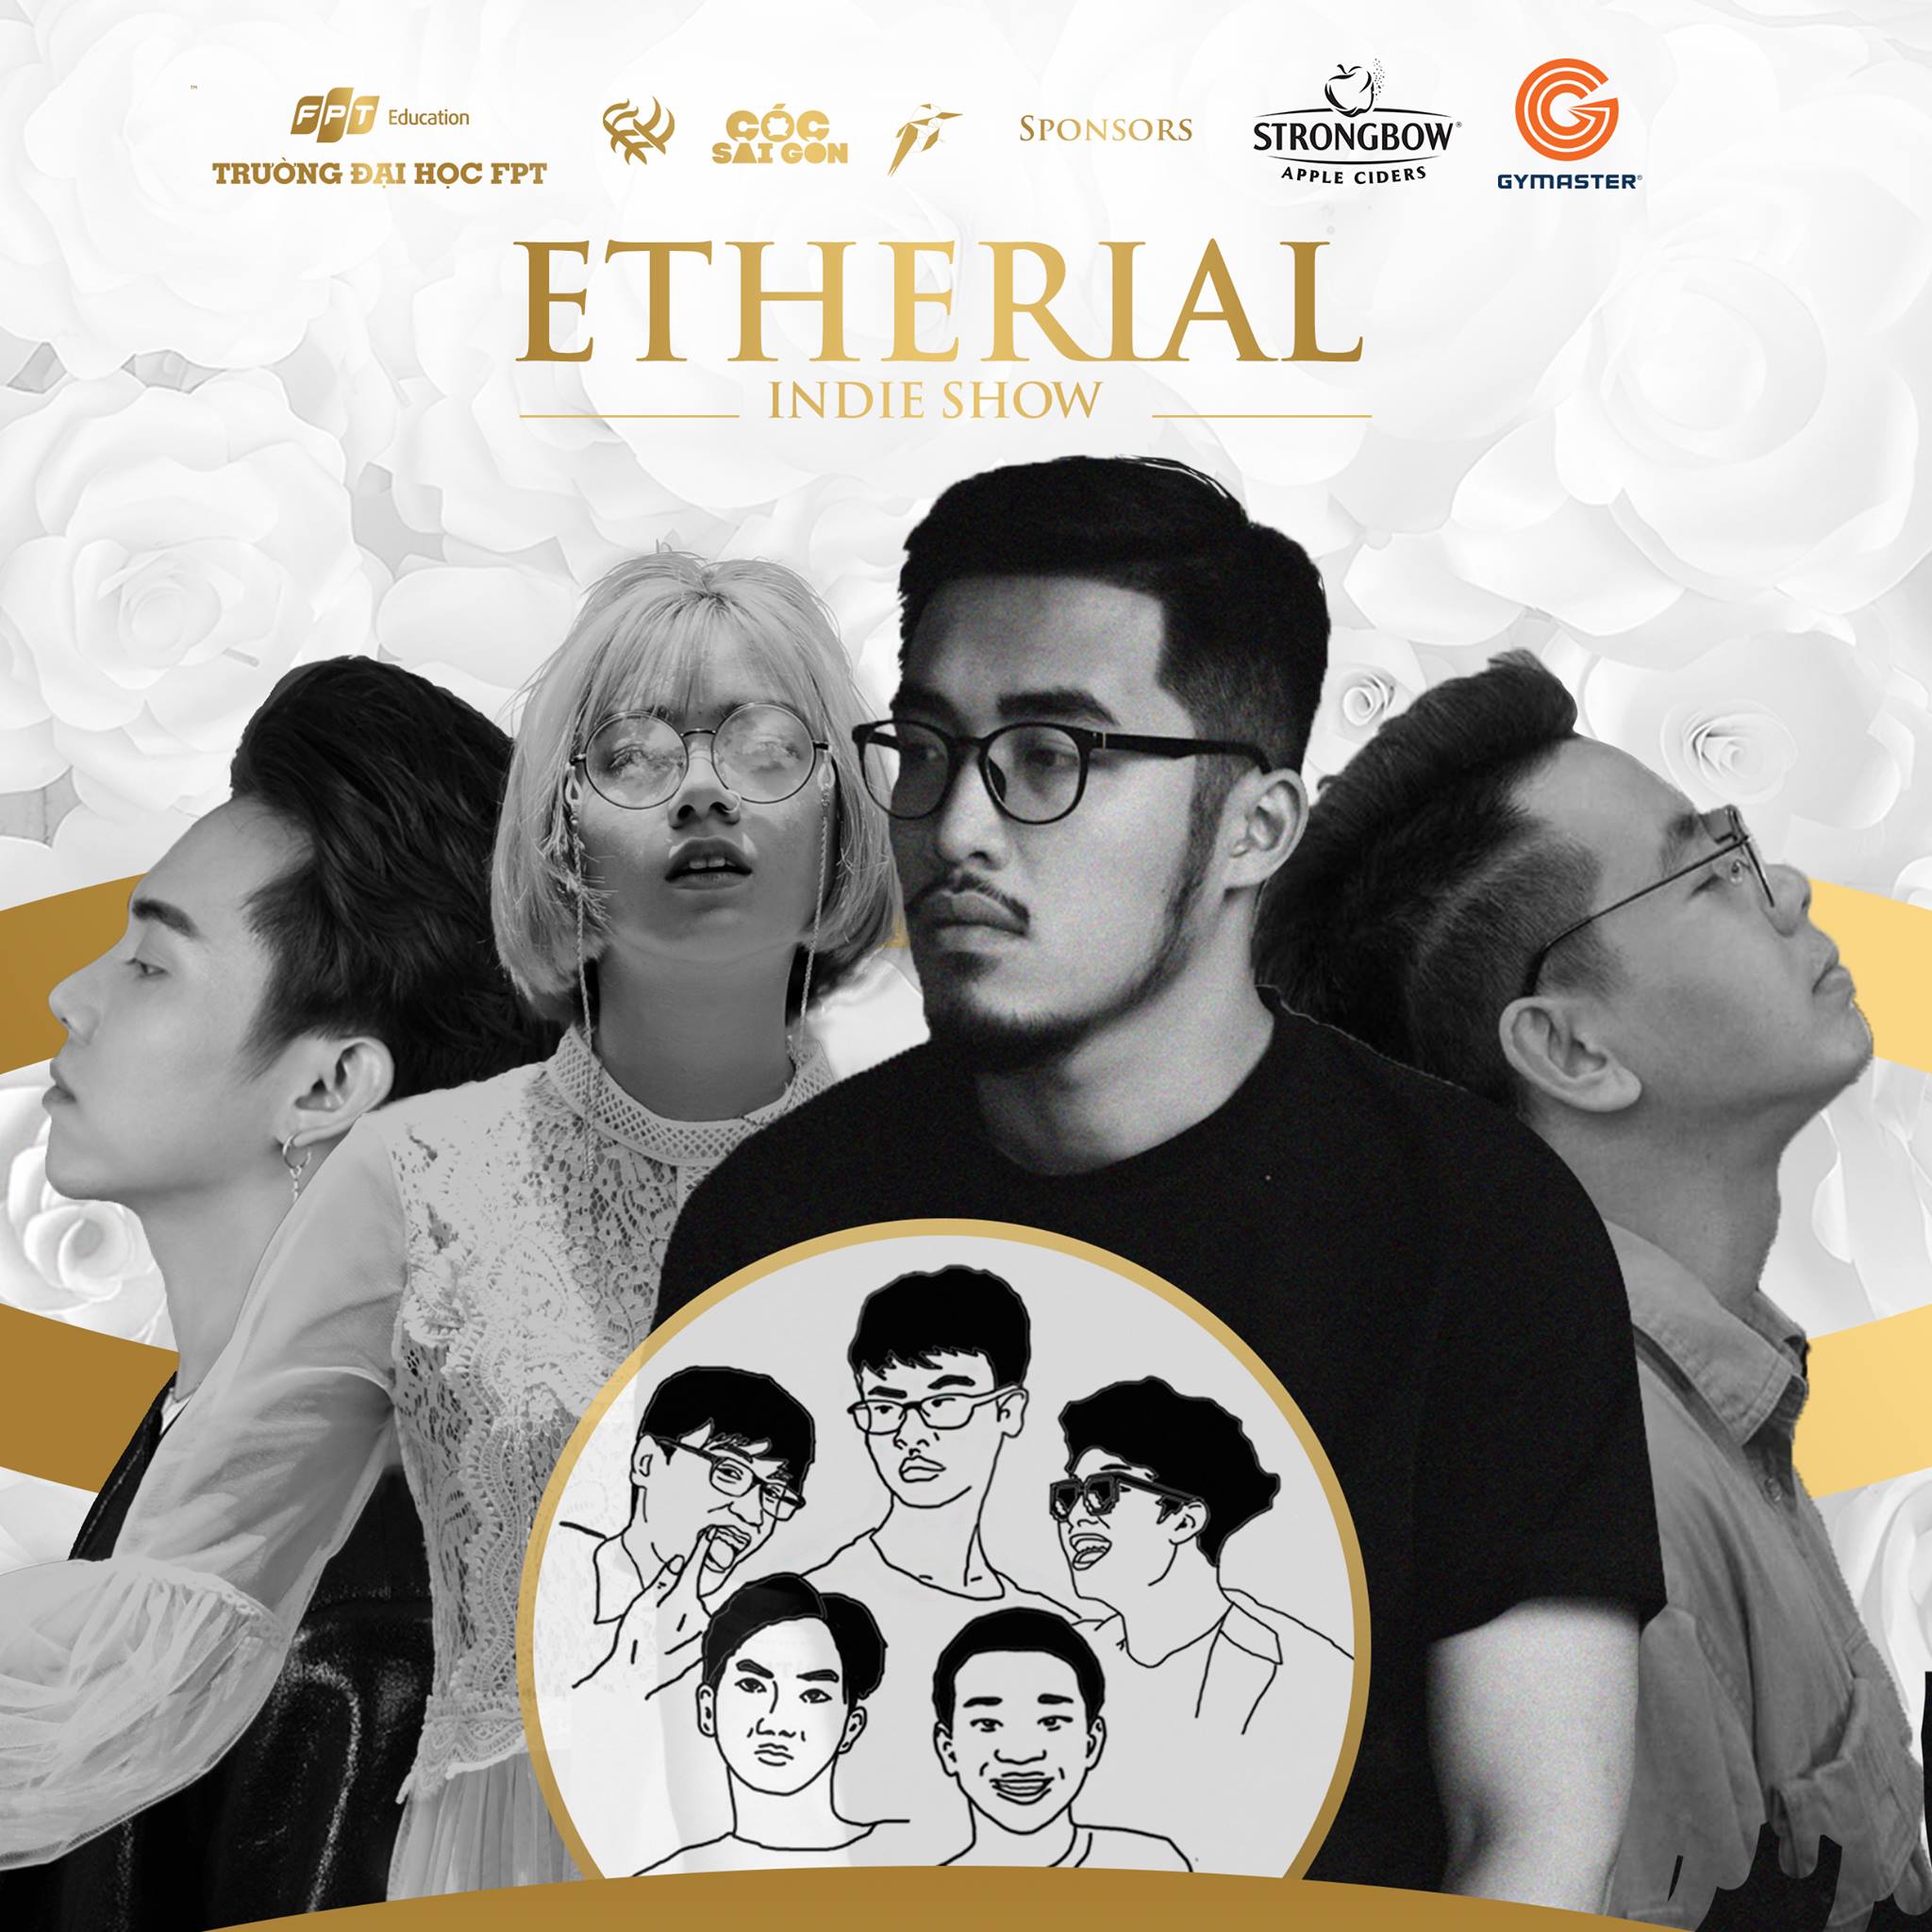 FPT Education
TRƯỜNG ĐẠI HỌC FPT
CÓC
SÀI GÒN
SPONSORS
STRONGBOW®
APPLE CIDERS
GYMASTER®
ETHERIAL
INDIE SHOW